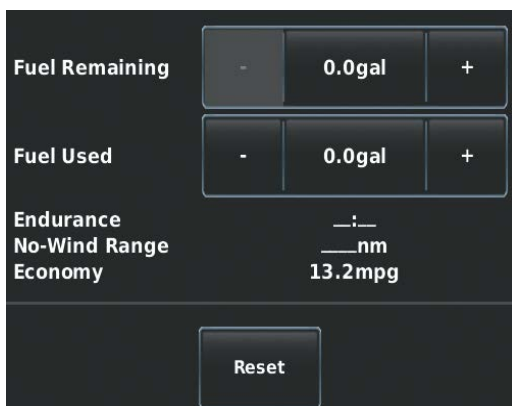 Fuel Remaining - 0.0gal +
Fuel Used - 0.0gal +
Endurance __:__
No-Wind Range ____nm
Economy 13.2mpg
Reset